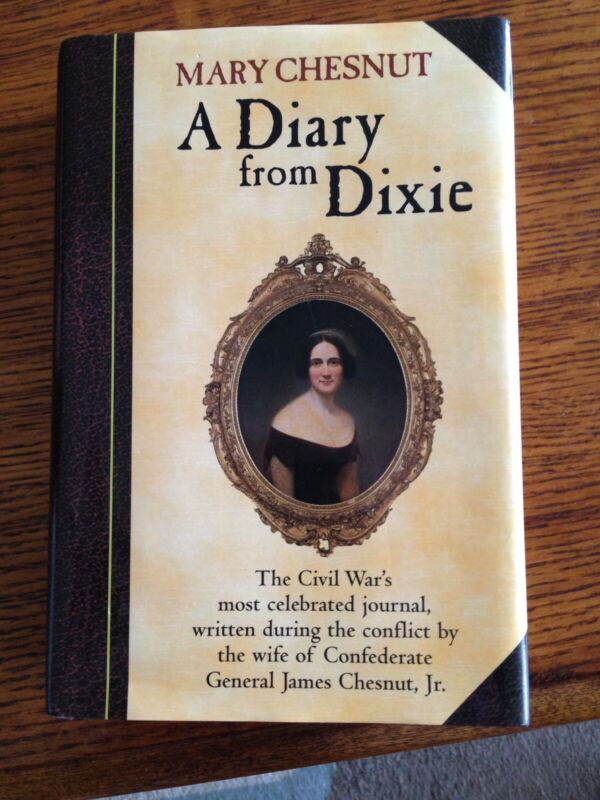 MARY CHESNUT
A Diary
from
Dixie
The Civil War's
most celebrated journal,
written during the conflict by
the wife of Confederate
General James Chesnut, Jr.